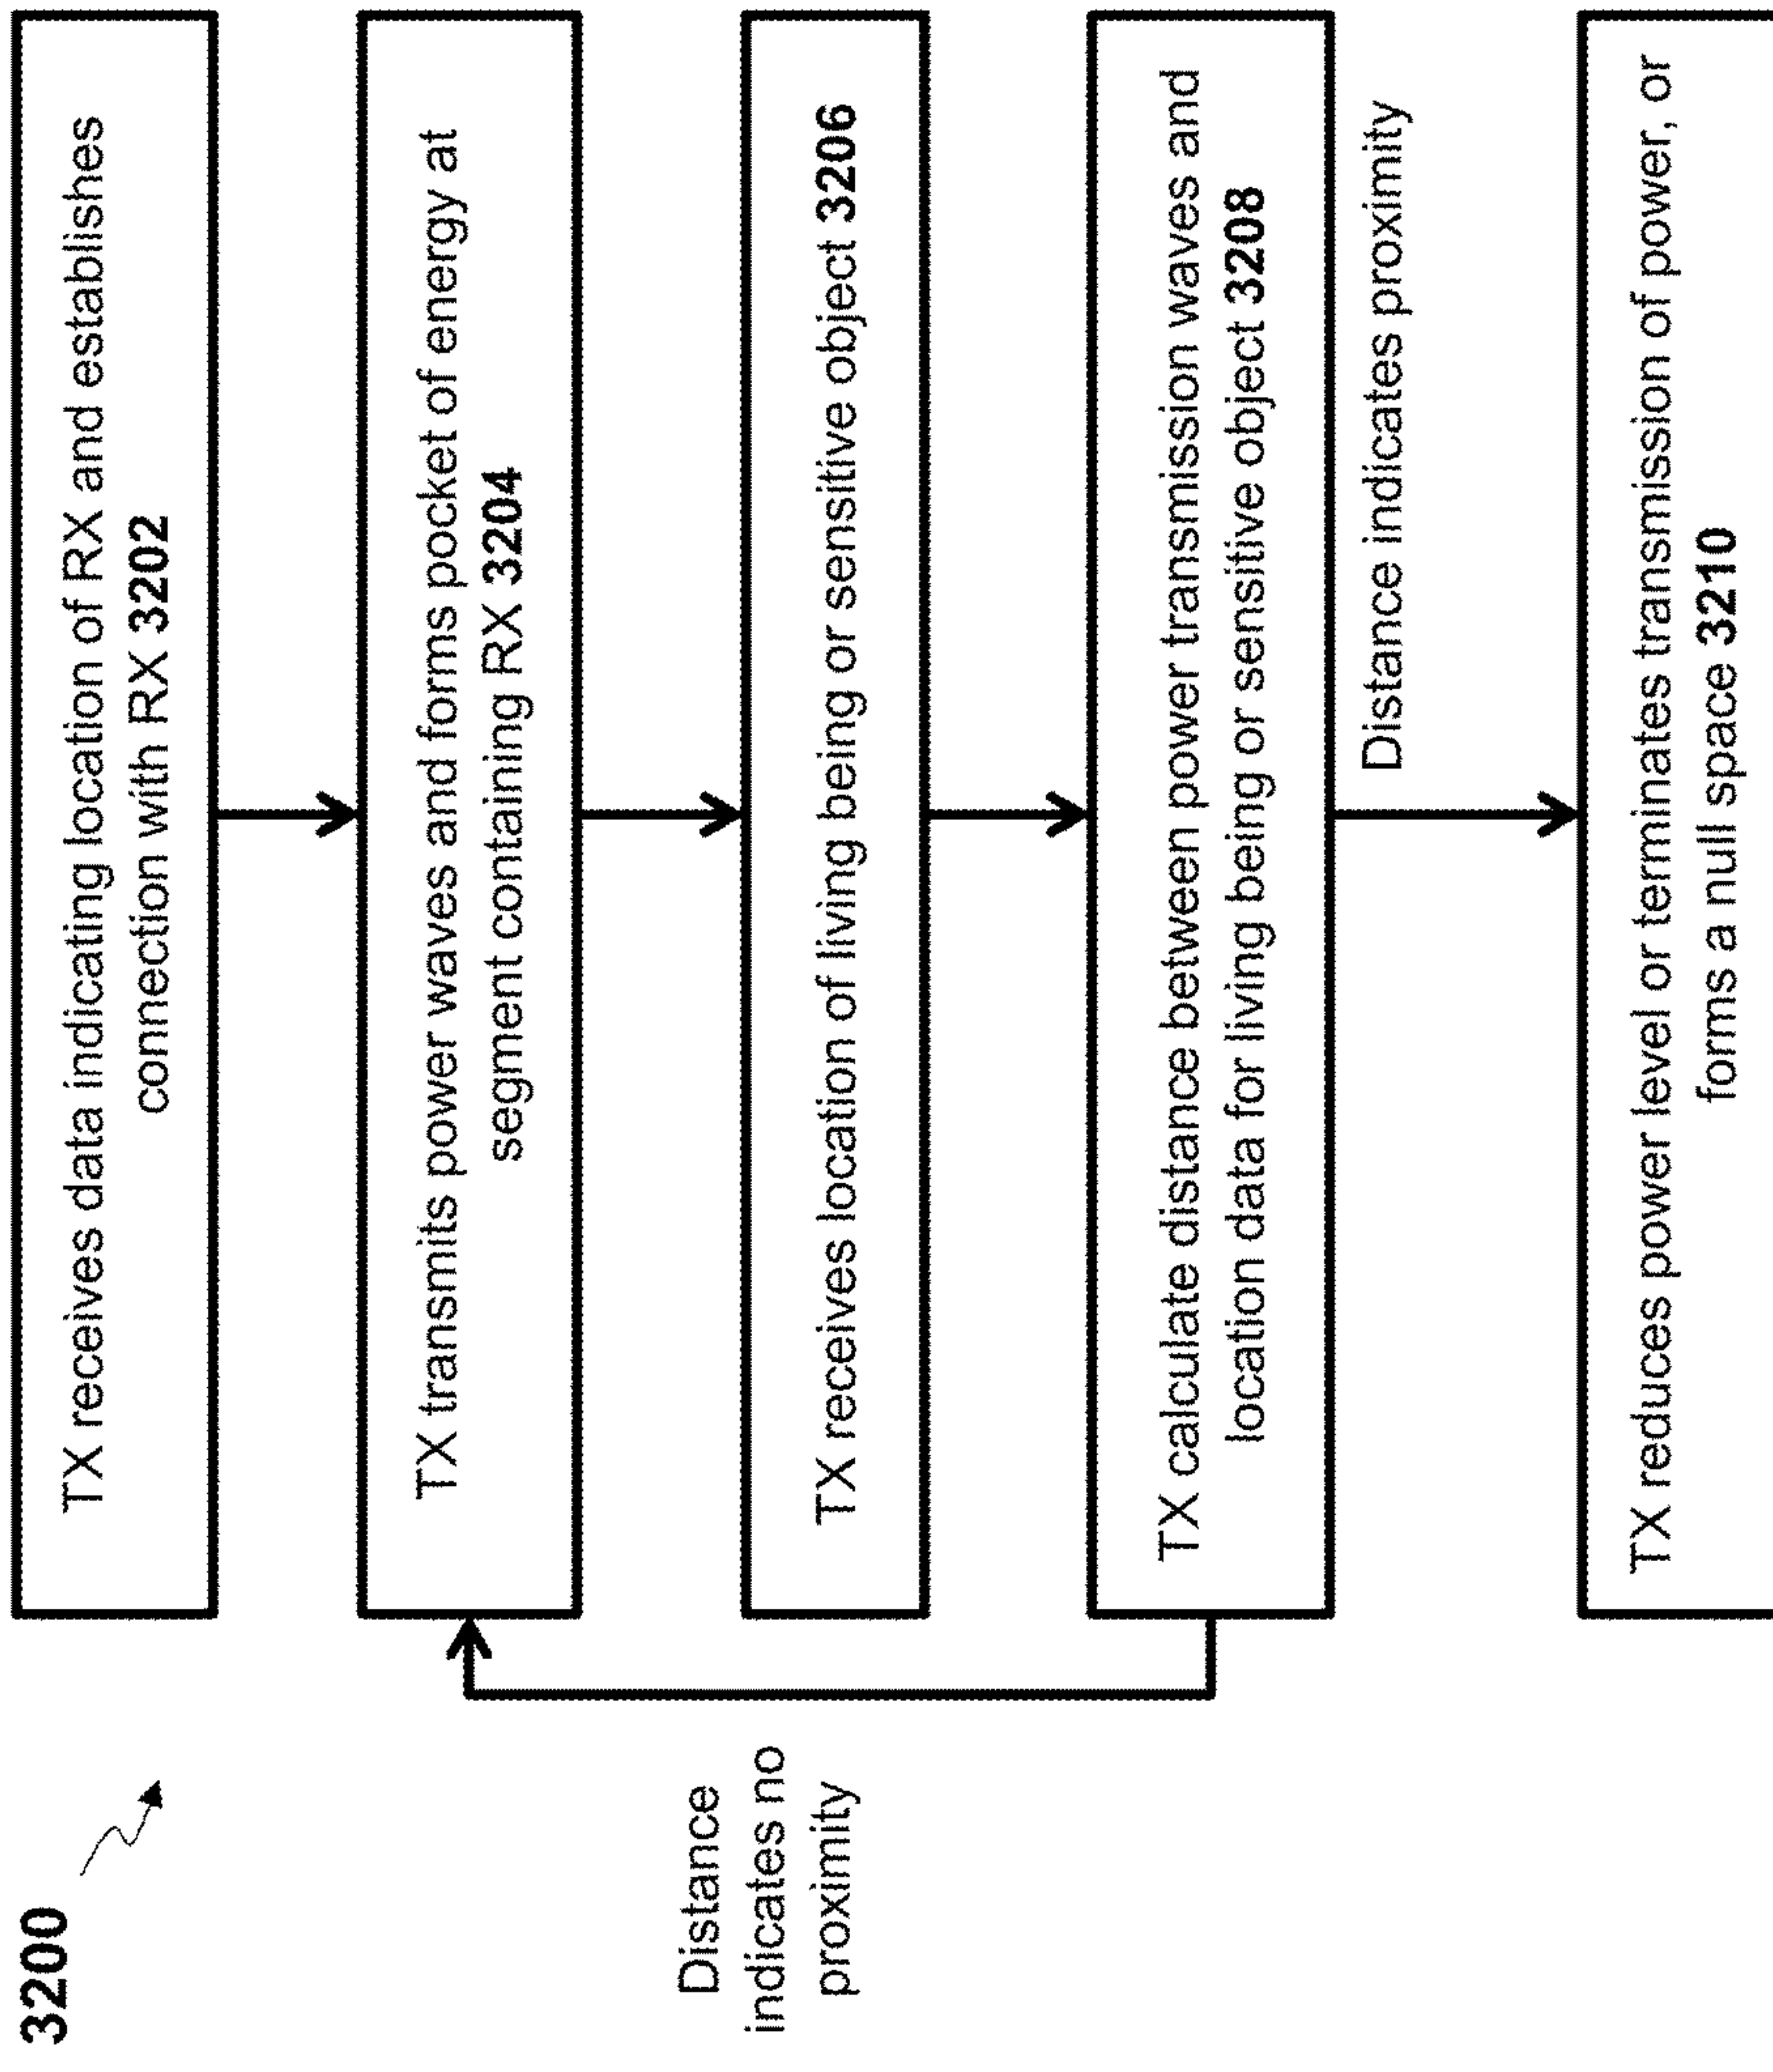 3200
TX receives data indicating location of RX and establishes
connection with RX 3202
TX transmits power waves and forms pocket of energy at
segment containing RX 3204
TX receives location of living being or sensitive object 3206
Distance
indicates no
proximity
TX calculate distance between power transmission waves and
location data for living being or sensitive object 3208
Distance indicates proximity
TX reduces power level or terminates transmission of power, or
forms a null space 3210